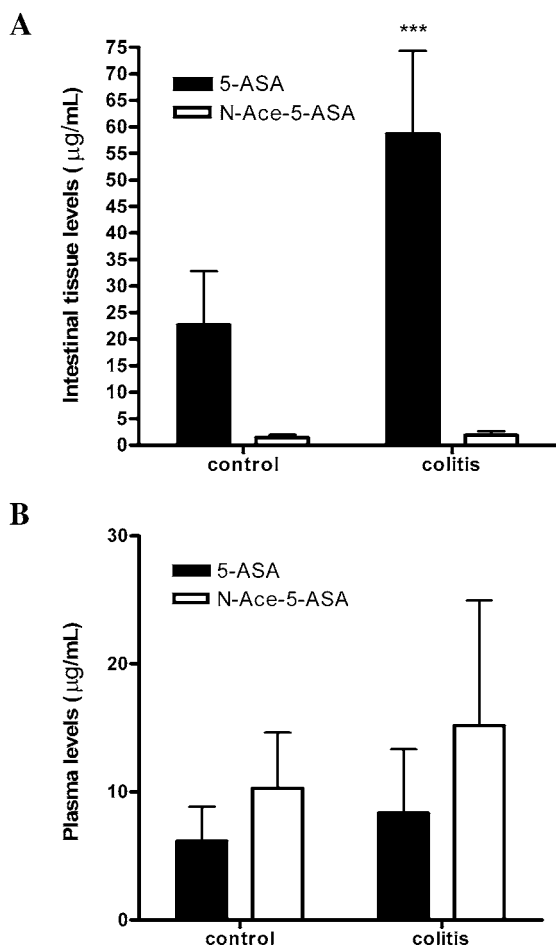 A
***
75
70
65
60
55
50
45
40
35
30
25
20
15
10
5
0
Intestinal tissue levels ( μg/mL)
5-ASA
N-Ace-5-ASA
control colitis
B
30
20
10
0
Plasma levels ( μg/mL)
5-ASA
N-Ace-5-ASA
control colitis